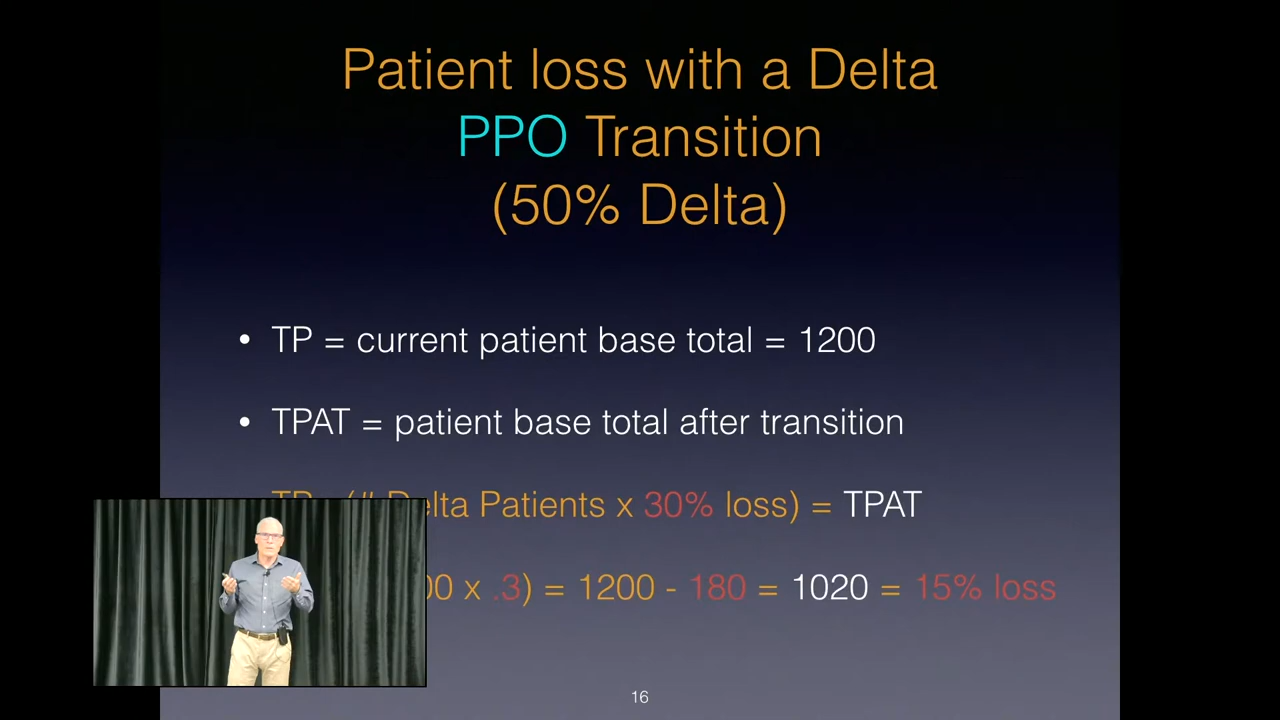 Patient loss with a Delta
PPO Transition
(50% Delta)
• TP = current patient base total = 1200
• TPAT = patient base total after transition
Patients x 30% loss) = TPAT
x .3) = 1200 - 180 = 1020 = 15% loss
16